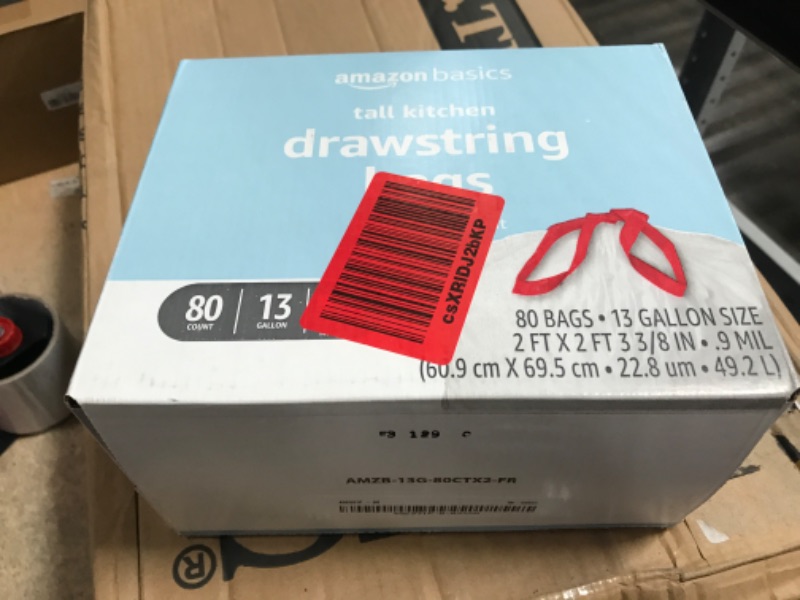 amazon basics
tall kitchen
drawstring
bags
80 COUNT
13 GALLON
csXRIDJ2bKP
80 BAGS • 13 GALLON SIZE
2 FT X 2 FT 3 3/8 IN • .9 MIL
(60.9 cm X 69.5 cm • 22.8 um • 49.2 L)
AMZB-13G-80CTX2-FR
®